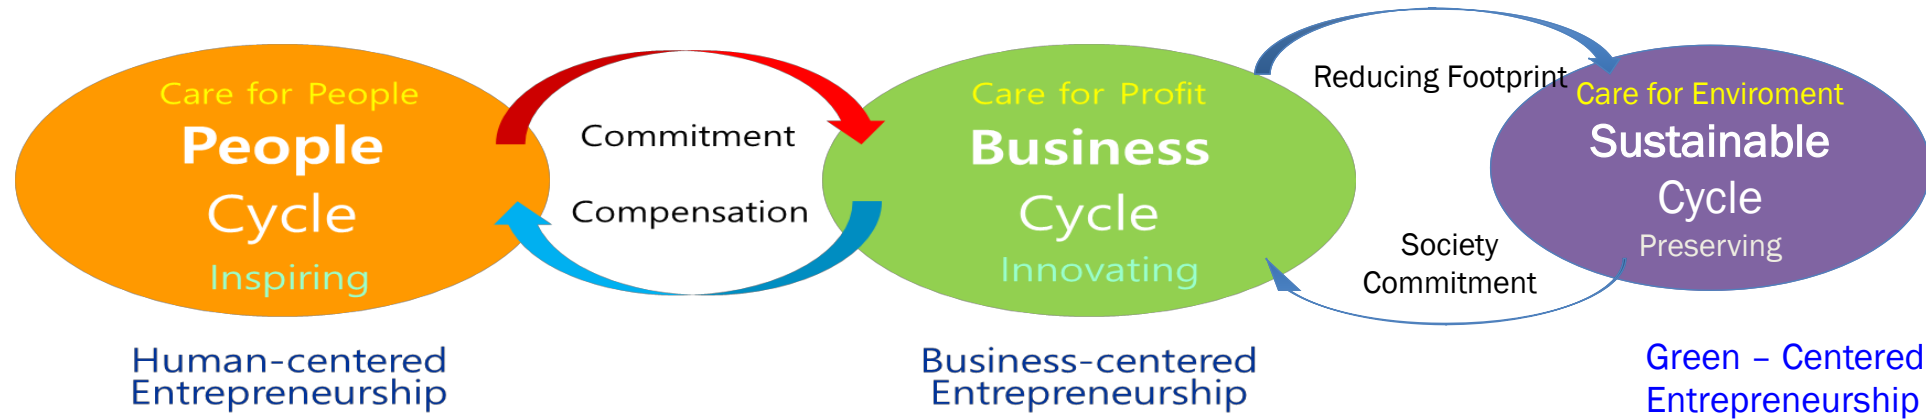 Care for People
People
Cycle
Inspiring
Human-centered
Entrepreneurship
Commitment
Compensation
Care for Profit
Business
Cycle
Innovating
Business-centered
Entrepreneurship
Reducing Footprint
Society
Commitment
Care for Enviroment
Sustainable
Cycle
Preserving
Green – Centered
Entrepreneurship